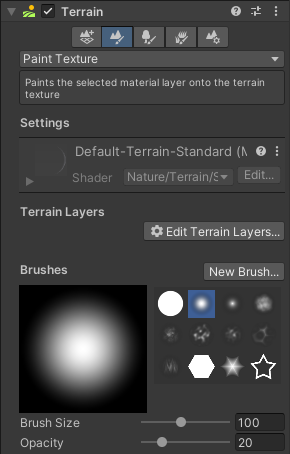 Terrain
Paint Texture
Paints the selected material layer onto the terrain
texture
Settings
Default-Terrain-Standard (M
Shader Nature/Terrain/S Edit...
Terrain Layers
Edit Terrain Layers...
Brushes New Brush...
Brush Size 100
Opacity 20